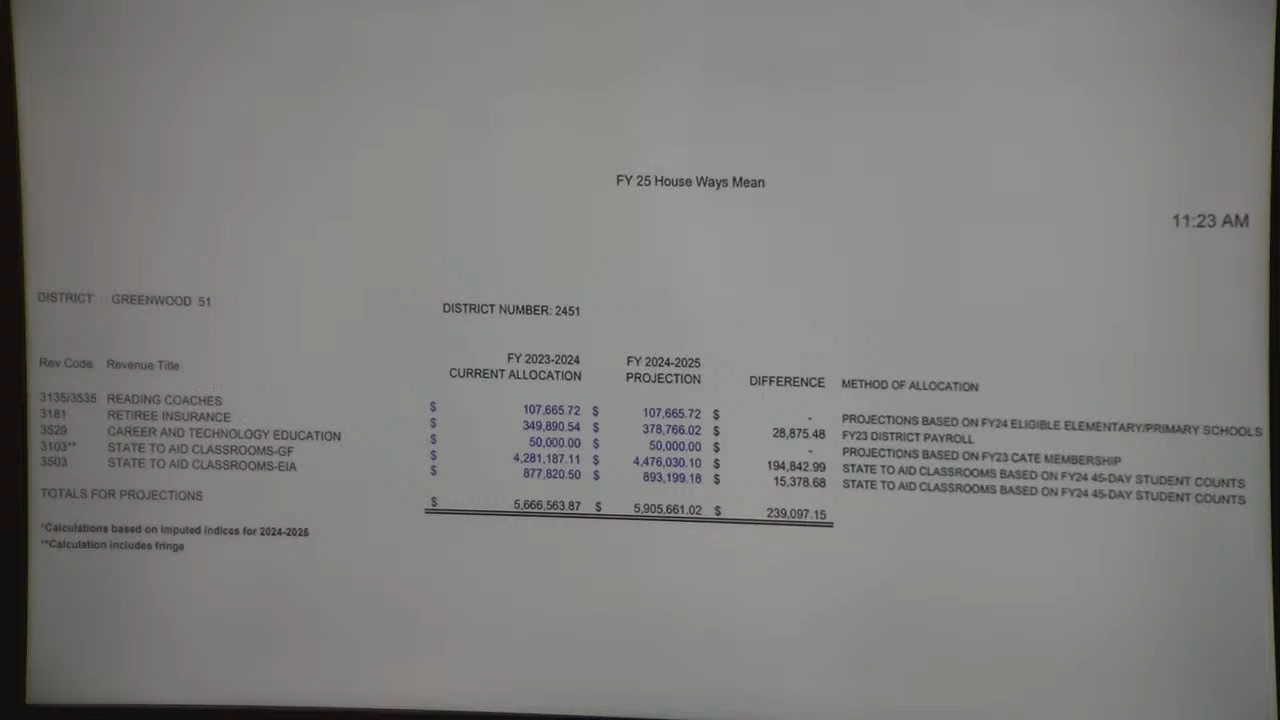 FY 25 House Ways Mean
11:23 AM
DISTRICT GREENWOOD 51 DISTRICT NUMBER: 2451
Rev Code Revenue Title FY 2023-2024 CURRENT ALLOCATION FY 2024-2025 PROJECTION DIFFERENCE METHOD OF ALLOCATION
3135/3535 READING COACHES $ 107,665.72 $ 107,665.72 $ - PROJECTIONS BASED ON FY24 ELIGIBLE ELEMENTARY/PRIMARY SCHOOLS
3181 RETIREE INSURANCE $ 349,890.54 $ 378,766.02 $ 28,875.48 FY23 DISTRICT PAYROLL
3529 CAREER AND TECHNOLOGY EDUCATION $ 50,000.00 $ 50,000.00 $ - PROJECTIONS BASED ON FY23 CATE MEMBERSHIP
3103** STATE TO AID CLASSROOMS-GF $ 4,281,187.11 $ 4,476,030.10 $ 194,842.99 STATE TO AID CLASSROOMS BASED ON FY24 45-DAY STUDENT COUNTS
3503 STATE TO AID CLASSROOMS-EIA $ 877,820.50 $ 893,199.18 $ 15,378.68 STATE TO AID CLASSROOMS BASED ON FY24 45-DAY STUDENT COUNTS
TOTALS FOR PROJECTIONS $ 5,666,563.87 $ 5,905,661.02 $ 239,097.15
*Calculations based on imputed indices for 2024-2025
**Calculation includes fringe